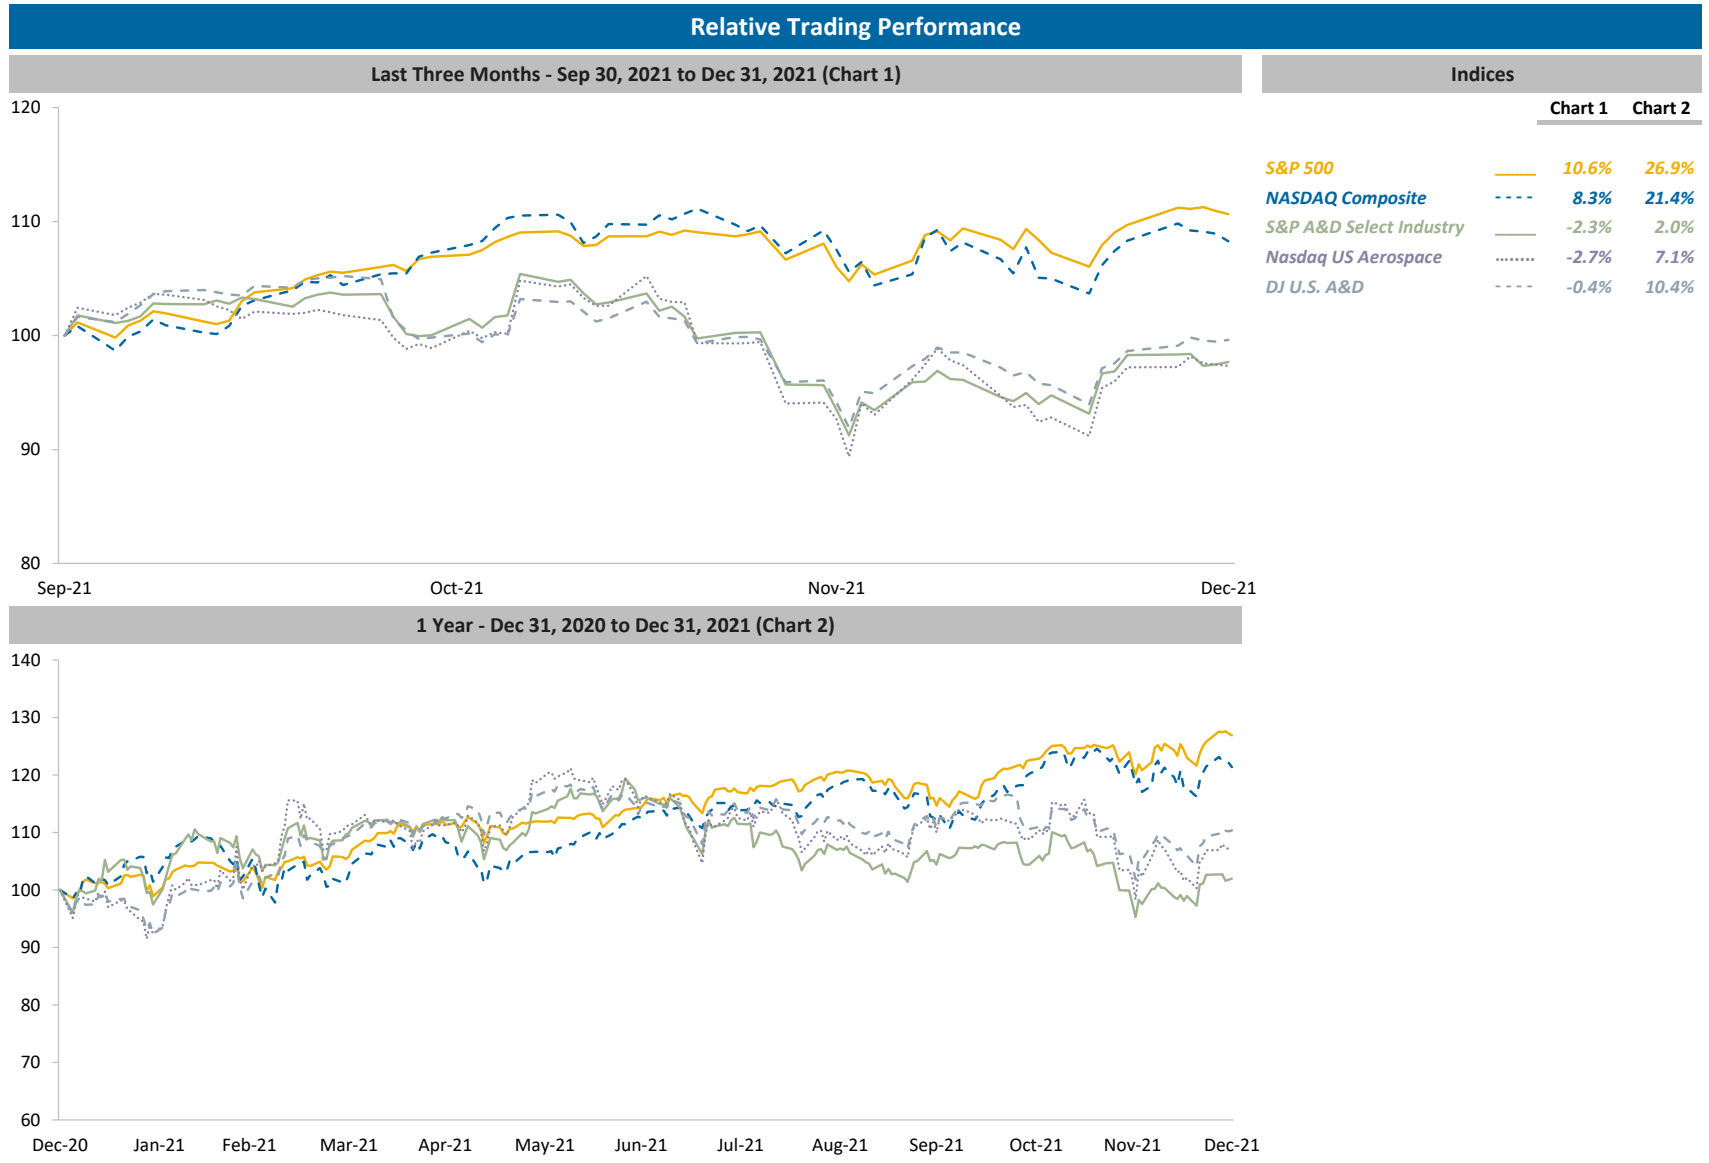 Relative Trading Performance
Last Three Months - Sep 30, 2021 to Dec 31, 2021 (Chart 1)
Indices
Chart 1 Chart 2
S&P 500 10.6% 26.9%
NASDAQ Composite 8.3% 21.4%
S&P A&D Select Industry -2.3% 2.0%
Nasdaq US Aerospace -2.7% 7.1%
DJ U.S. A&D -0.4% 10.4%
120
110
100
90
80
Sep-21 Oct-21 Nov-21 Dec-21
1 Year - Dec 31, 2020 to Dec 31, 2021 (Chart 2)
140
130
120
110
100
90
80
70
60
Dec-20 Jan-21 Feb-21 Mar-21 Apr-21 May-21 Jun-21 Jul-21 Aug-21 Sep-21 Oct-21 Nov-21 Dec-21